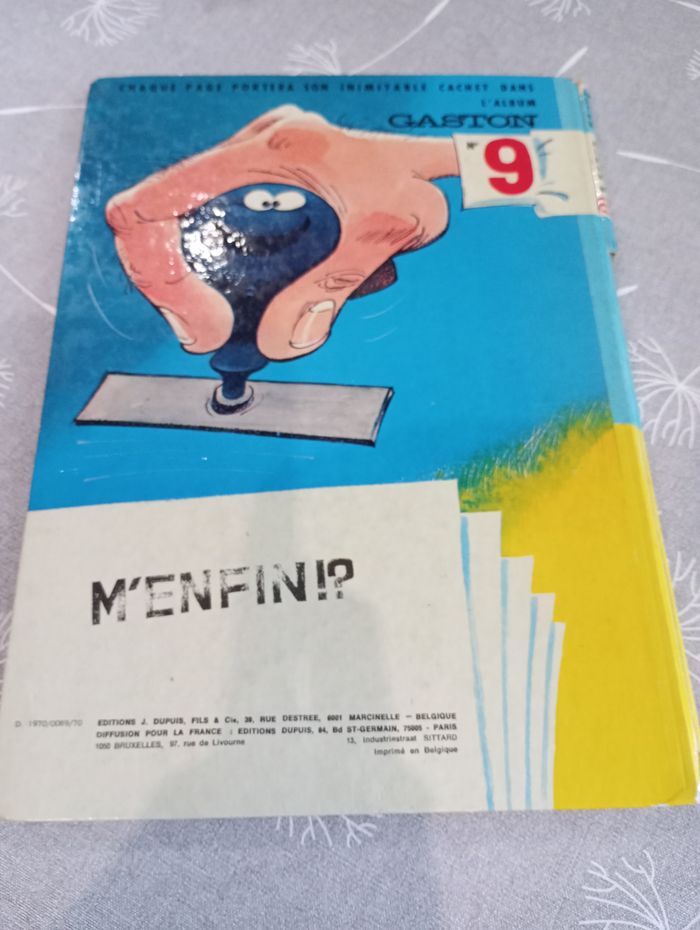 CHAQUE PAGE PORTERA SON INIMITABLE CACHET DANS
L'ALBUM
GASTON
N° 9
M'ENFIN!?
D. 1970/0069/70
EDITIONS J. DUPUIS, FILS & Cie, 39, RUE DESTREE, 6001 MARCINELLE — BELGIQUE
DIFFUSION POUR LA FRANCE : EDITIONS DUPUIS, 84, Bd ST-GERMAIN, 75005 - PARIS
1050 BRUXELLES, 97, rue de Livourne 13, Industriestraat SITTARD
Imprimé en Belgique